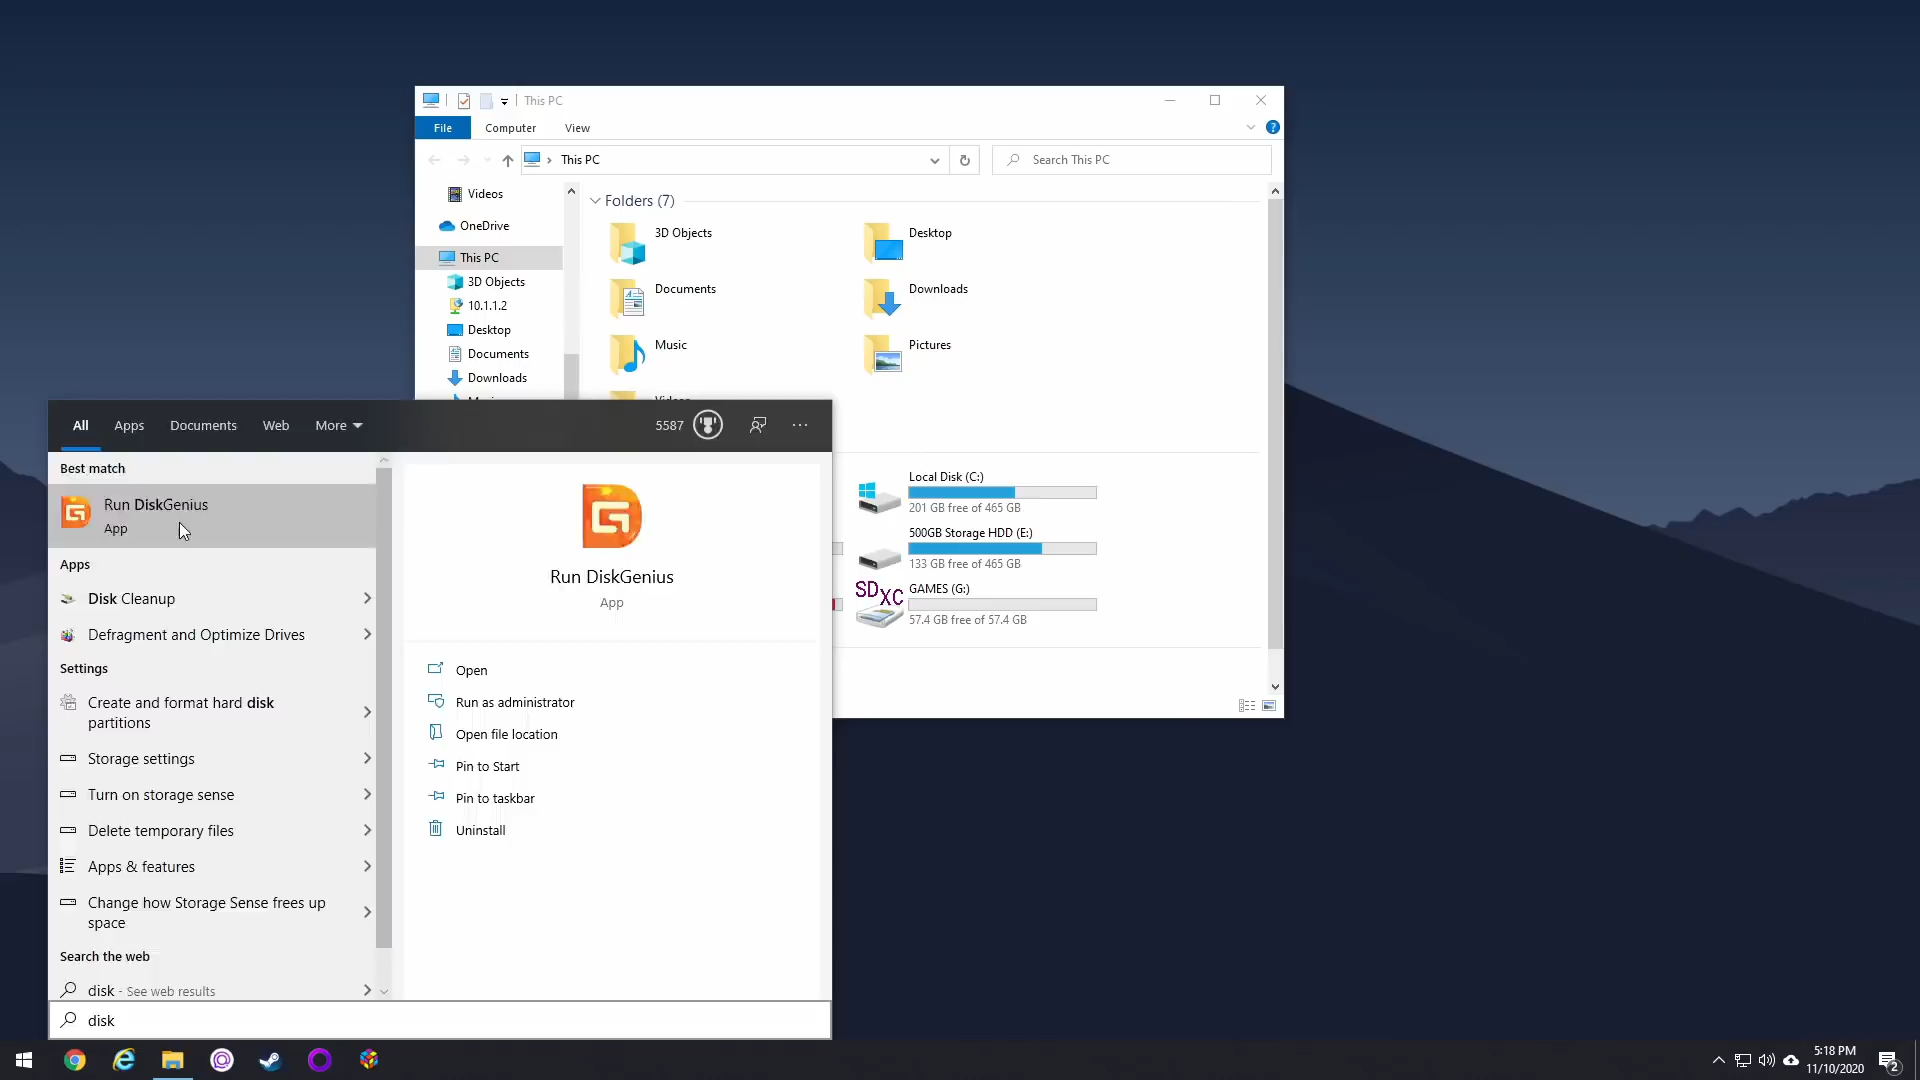 This PC
File
Computer
View
This PC
Search This PC
Videos
OneDrive
This PC
3D Objects
10.1.1.2
Desktop
Documents
Downloads
Folders (7)
3D Objects
Desktop
Documents
Downloads
Music
Pictures
Local Disk (C:)
201 GB free of 465 GB
500GB Storage HDD (E:)
133 GB free of 465 GB
SDXC
GAMES (G:)
57.4 GB free of 57.4 GB
All
Apps
Documents
Web
More
5587
Best match
Run DiskGenius
App
Apps
Disk Cleanup
Defragment and Optimize Drives
Settings
Create and format hard disk
partitions
Storage settings
Turn on storage sense
Delete temporary files
Apps & features
Change how Storage Sense frees up
space
Search the web
disk - See web results
Run DiskGenius
App
Open
Run as administrator
Open file location
Pin to Start
Pin to taskbar
Uninstall
disk
5:18 PM
11/10/2020
2